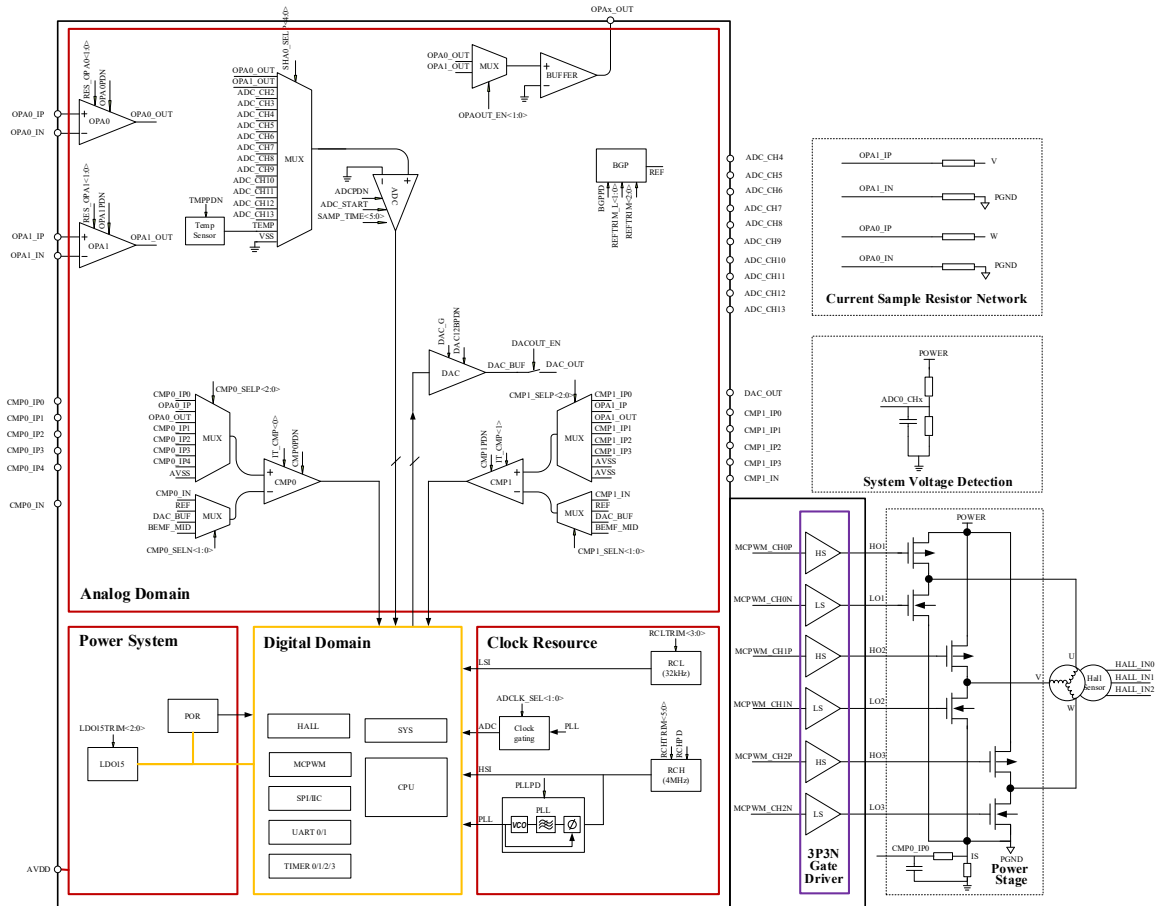 OPAx_OUT
SHA0_SELP<4:0>
OPA0_OUT
OPA1_OUT
MUX
BUFFER
OPAOUT_EN<1:0>
RES_OPA0<1:0>
OPA0PDN
OPA0_IP
OPA0_IN
OPA0
OPA0_OUT
OPA0_OUT
OPA1_OUT
ADC_CH2
ADC_CH3
ADC_CH4
ADC_CH5
ADC_CH6
ADC_CH7
ADC_CH8
ADC_CH9
ADC_CH10
ADC_CH11
ADC_CH12
ADC_CH13
TEMP
VSS
MUX
ADCPDN
ADC_START
SAMP_TIME<5:0>
ADC
BGP
REF
BGPPD
REFTRIM_L<1:0>
REFTRIM<2:0>
RES_OPA1<1:0>
OPA1PDN
OPA1_IP
OPA1_IN
OPA1
OPA1_OUT
TMPPDN
Temp
Sensor
ADC_CH4
ADC_CH5
ADC_CH6
ADC_CH7
ADC_CH8
ADC_CH9
ADC_CH10
ADC_CH11
ADC_CH12
ADC_CH13
OPA1_IP
V
OPA1_IN
PGND
OPA0_IP
W
OPA0_IN
PGND
Current Sample Resistor Network
DAC_G
DAC12BPDN
DAC
DAC_BUF
DACOUT_EN
DAC_OUT
POWER
ADC0_CHx
System Voltage Detection
CMP0_IP0
CMP0_IP1
CMP0_IP2
CMP0_IP3
CMP0_IP4
CMP0_IN
CMP0_SELP<2:0>
CMP0_IP0
OPA0_IP
OPA0_OUT
CMP0_IP1
CMP0_IP2
CMP0_IP3
CMP0_IP4
AVSS
MUX
CMP0_IN
REF
DAC_BUF
BEMF_MID
MUX
CMP0_SELN<1:0>
IT_CMP<0>
CMP0PDN
CMP0
CMP1PDN
IT_CMP<1>
CMP1
CMP1_SELP<2:0>
MUX
CMP1_IP0
OPA1_IP
OPA1_OUT
CMP1_IP1
CMP1_IP2
CMP1_IP3
AVSS
AVSS
MUX
CMP1_IN
REF
DAC_BUF
BEMF_MID
CMP1_SELN<1:0>
DAC_OUT
CMP1_IP0
CMP1_IP1
CMP1_IP2
CMP1_IP3
CMP1_IN
Analog Domain
Power System
POR
LDO15TRIM<2:0>
LDO15
AVDD
Digital Domain
HALL
MCPWM
SPI/IIC
UART 0/1
TIMER 0/1/2/3
SYS
CPU
Clock Resource
RCLTRIM<3:0>
LSI
RCL
(32kHz)
ADCLK_SEL<1:0>
ADC
Clock
gating
PLL
RCHTRIM<5:0>
RCHPD
HSI
RCH
(4MHz)
PLLPD
PLL
PLL
VCO
Ø
MCPWM_CH0P
HS
HO1
MCPWM_CH0N
LS
LO1
MCPWM_CH1P
HS
HO2
MCPWM_CH1N
LS
LO2
MCPWM_CH2P
HS
HO3
MCPWM_CH2N
LS
LO3
3P3N
Gate
Driver
POWER
U
V
W
Hall
Sensor
HALL_IN0
HALL_IN1
HALL_IN2
CMP0_IP0
IS
PGND
Power
Stage